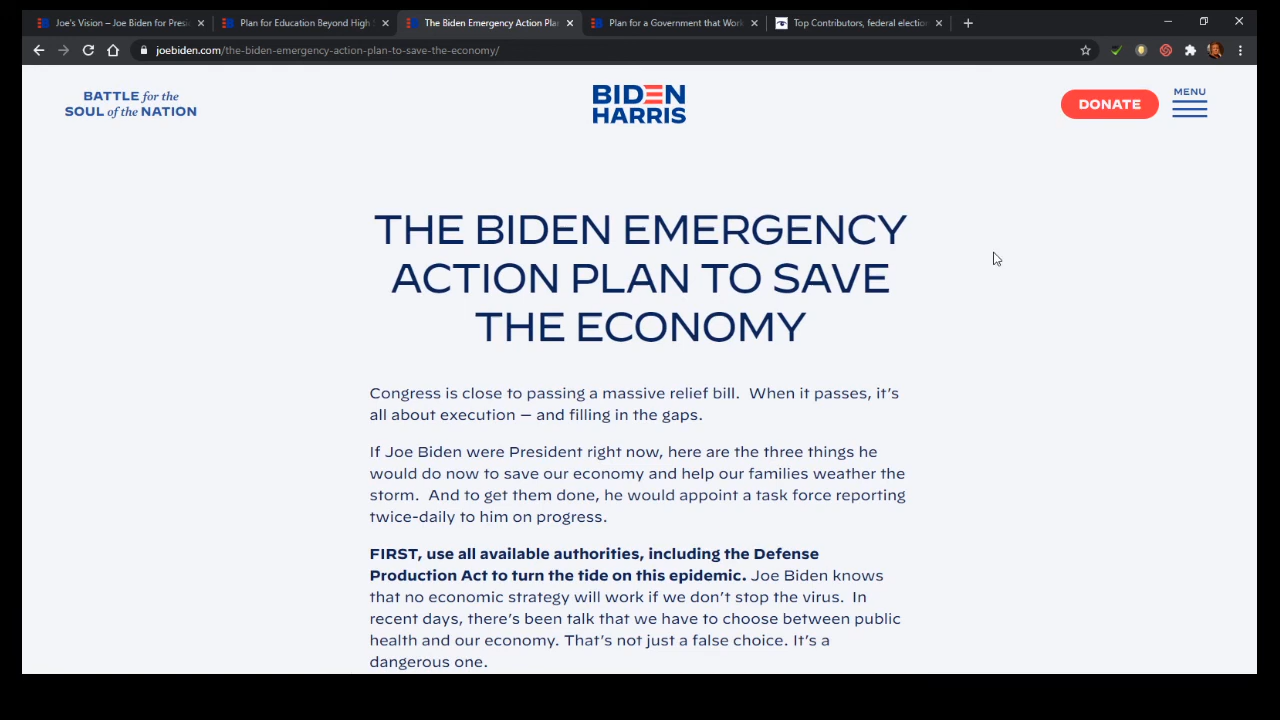 Joe's Vision – Joe Biden for Presi
Plan for Education Beyond High S
The Biden Emergency Action Plan
Plan for a Government that Work
Top Contributors, federal election
joebiden.com/the-biden-emergency-action-plan-to-save-the-economy/
BATTLE for the
SOUL of the NATION
BIDEN
HARRIS
DONATE
MENU
THE BIDEN EMERGENCY
ACTION PLAN TO SAVE
THE ECONOMY
Congress is close to passing a massive relief bill.  When it passes, it's
all about execution — and filling in the gaps.
If Joe Biden were President right now, here are the three things he
would do now to save our economy and help our families weather the
storm.  And to get them done, he would appoint a task force reporting
twice-daily to him on progress.
FIRST, use all available authorities, including the Defense
Production Act to turn the tide on this epidemic. Joe Biden knows
that no economic strategy will work if we don't stop the virus.  In
recent days, there's been talk that we have to choose between public
health and our economy. That's not just a false choice. It's a
dangerous one.